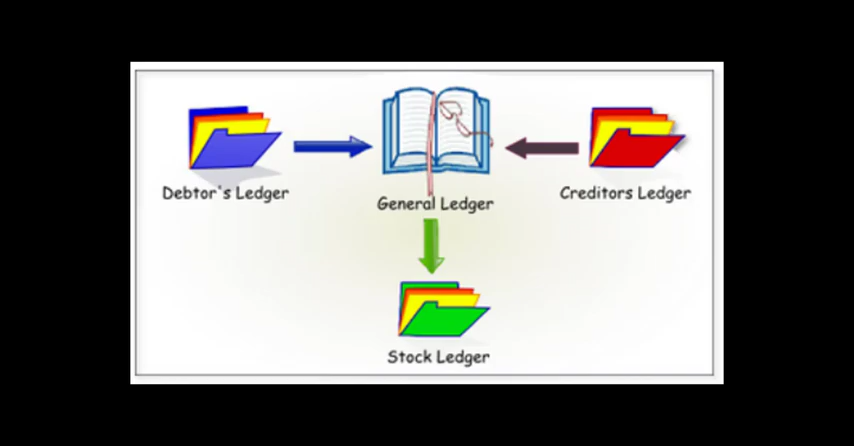 Debtor's Ledger
General Ledger
Creditors Ledger
Stock Ledger